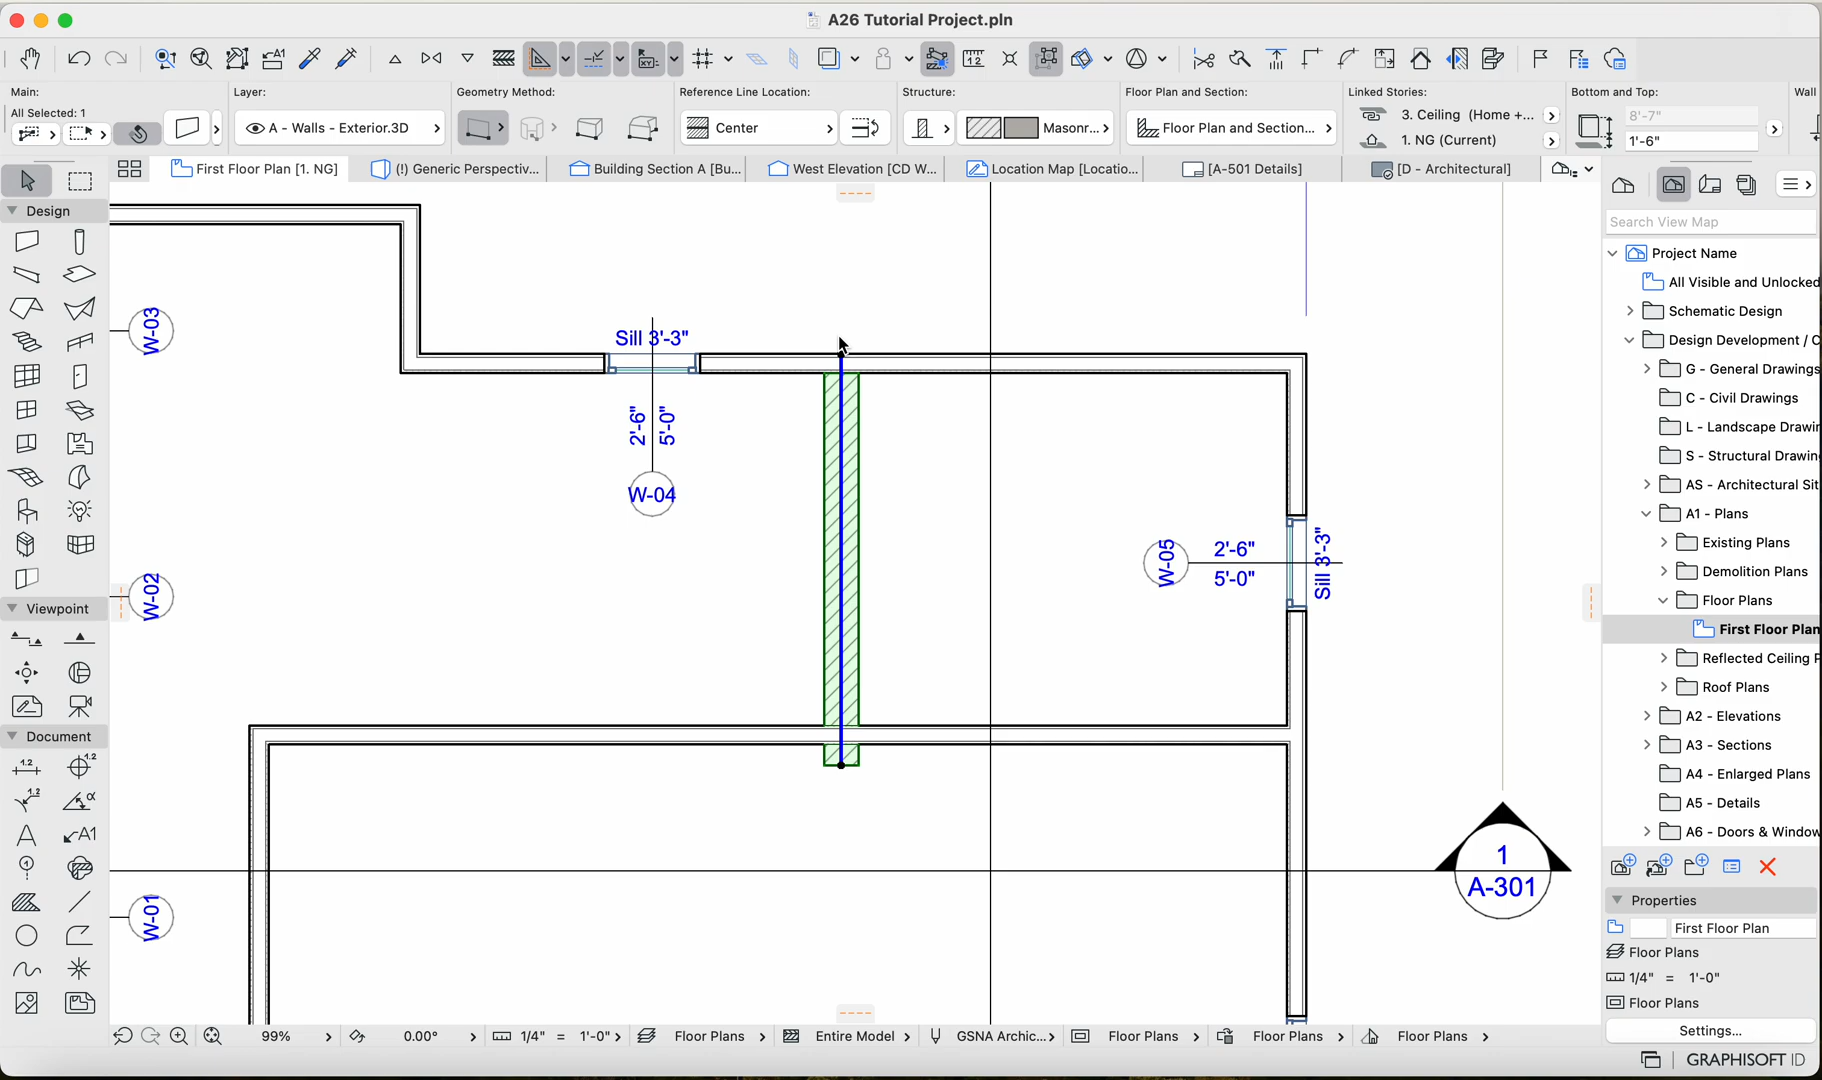 A26 Tutorial Project.pln
Main:
All Selected: 1
Layer:
A - Walls - Exterior.3D
Geometry Method:
Reference Line Location:
Center
Structure:
Masonr...
Floor Plan and Section:
Floor Plan and Section...
Linked Stories:
3. Ceiling (Home +...
1. NG (Current)
Bottom and Top:
8'-7"
1'-6"
Wall
First Floor Plan [1. NG]
(!) Generic Perspectiv...
Building Section A [Bu...
West Elevation [CD W...
Location Map [Locatio...
[A-501 Details]
[D - Architectural]
Design
Viewpoint
Document
W-03
W-02
W-01
Sill 3'-3"
2'-6"
5'-0"
W-04
W-05
2'-6"
5'-0"
Sill 3'-3"
1
A-301
Search View Map
Project Name
All Visible and Unlocked
Schematic Design
Design Development / C
G - General Drawings
C - Civil Drawings
L - Landscape Drawin
S - Structural Drawin
AS - Architectural Sit
A1 - Plans
Existing Plans
Demolition Plans
Floor Plans
First Floor Plan
Reflected Ceiling P
Roof Plans
A2 - Elevations
A3 - Sections
A4 - Enlarged Plans
A5 - Details
A6 - Doors & Window
Properties
First Floor Plan
Floor Plans
1/4" = 1'-0"
Floor Plans
Settings...
99%
0.00°
1/4" = 1'-0"
Floor Plans
Entire Model
GSNA Archic...
Floor Plans
Floor Plans
Floor Plans
GRAPHISOFT ID